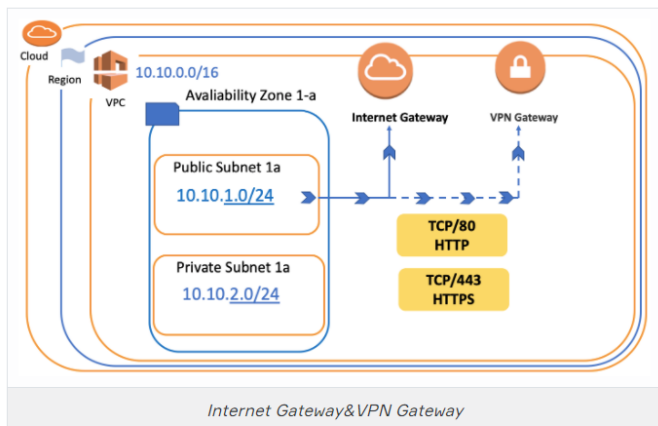 Cloud
Region
VPC
10.10.0.0/16
Avaliability Zone 1-a
Internet Gateway
VPN Gateway
Public Subnet 1a
10.10.1.0/24
TCP/80
HTTP
Private Subnet 1a
10.10.2.0/24
TCP/443
HTTPS
Internet Gateway&VPN Gateway